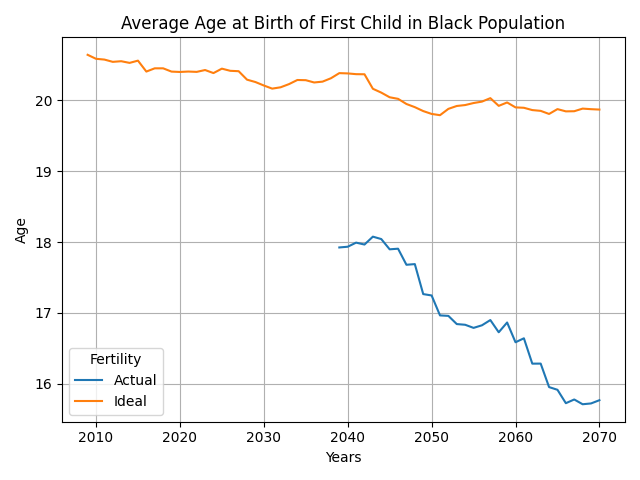 Average Age at Birth of First Child in Black Population
Age
20
19
18
17
16
Fertility
Actual
Ideal
2010 2020 2030 2040 2050 2060 2070
Years